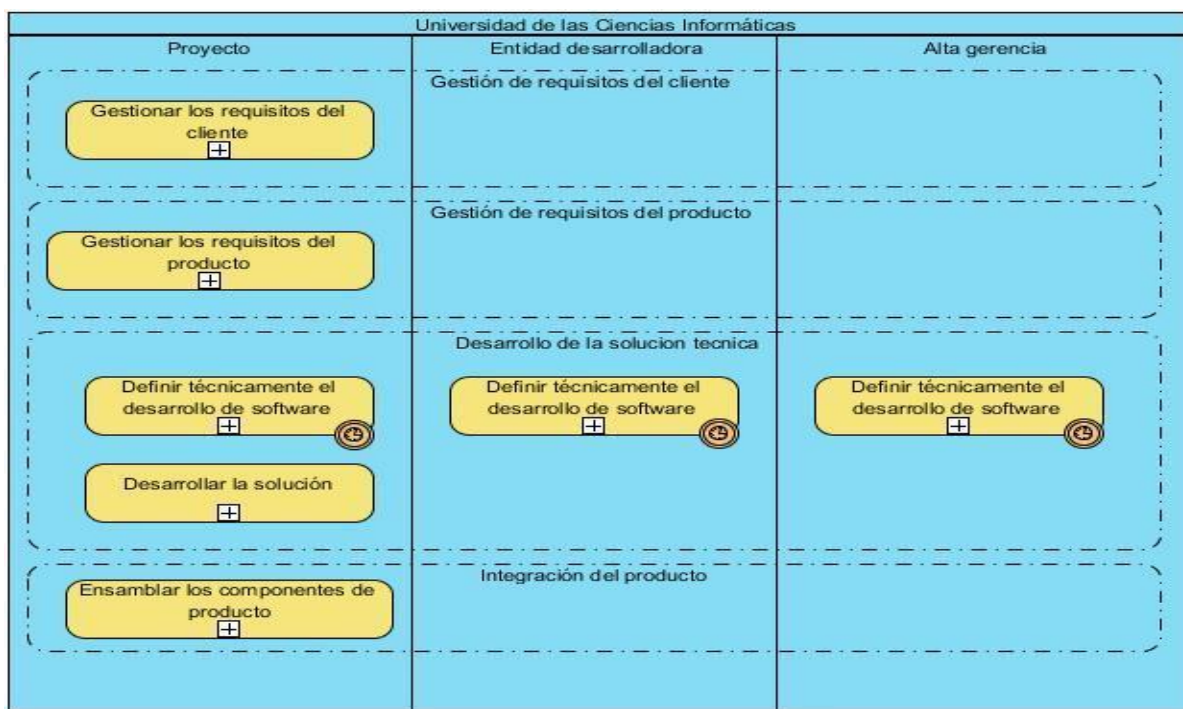 Universidad de las Ciencias Informáticas
Proyecto
Entidad desarrolladora
Alta gerencia
Gestión de requisitos del cliente
Gestionar los requisitos del
cliente
Gestión de requisitos del producto
Gestionar los requisitos del
producto
Desarrollo de la solucion tecnica
Definir técnicamente el
desarrollo de software
Definir técnicamente el
desarrollo de software
Definir técnicamente el
desarrollo de software
Desarrollar la solución
Integración del producto
Ensamblar los componentes de
producto